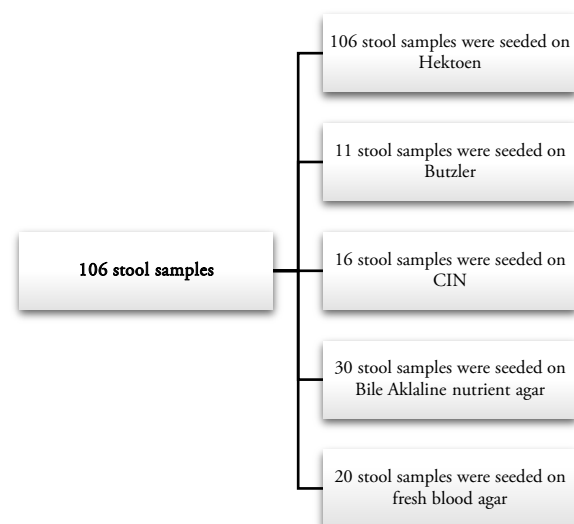 106 stool samples were seeded on
Hektoen
11 stool samples were seeded on
Butzler
106 stool samples
16 stool samples were seeded on
CIN
30 stool samples were seeded on
Bile Aklaline nutrient agar
20 stool samples were seeded on
fresh blood agar